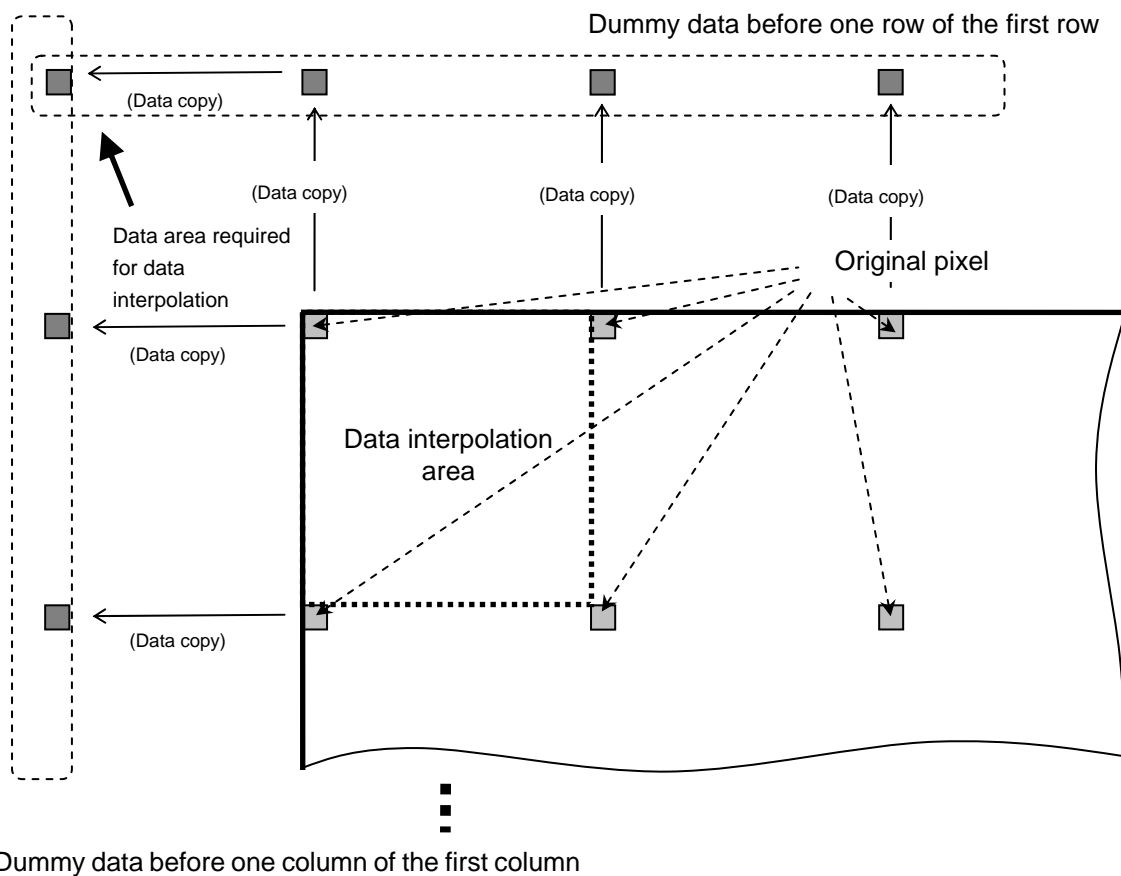 Dummy data before one row of the first row
(Data copy)
(Data copy)
(Data copy)
(Data copy)
Data area required
for data
interpolation
Original pixel
(Data copy)
Data interpolation
area
(Data copy)
Dummy data before one column of the first column